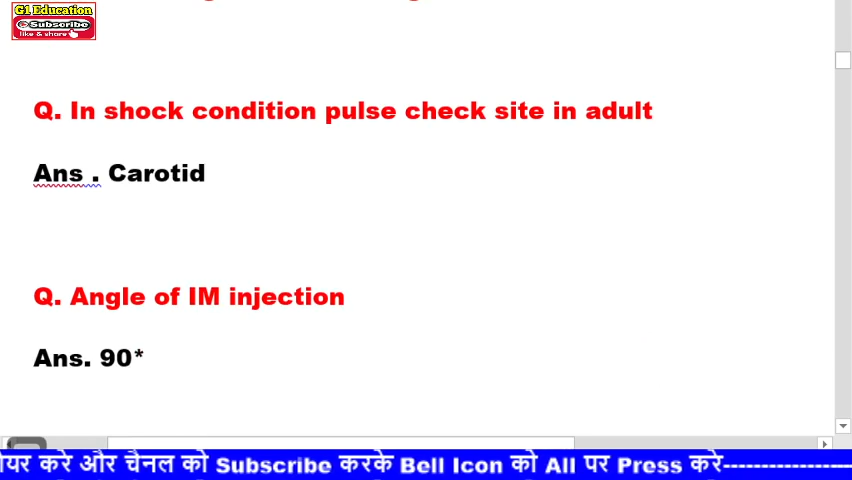 G1 Education
Subscribe
like & share
Q. In shock condition pulse check site in adult
Ans . Carotid
Q. Angle of IM injection
Ans. 90*
करे और चैनल को Subscribe करके Bell Icon को All पर Press करे------------------